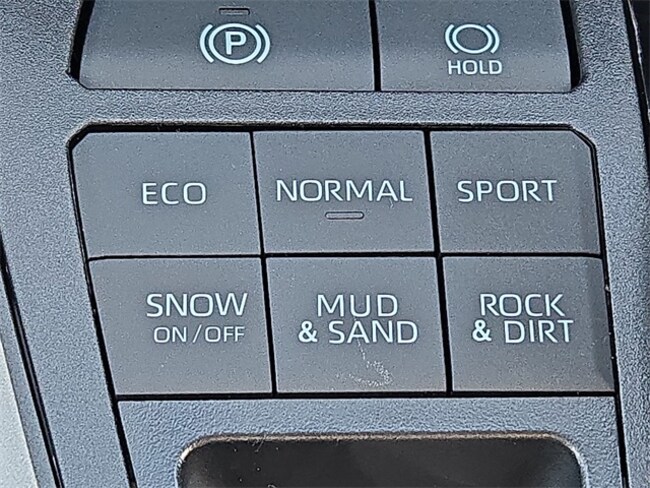 P
HOLD
ECO
NORMAL
SPORT
SNOW
ON/OFF
MUD
& SAND
ROCK
& DIRT